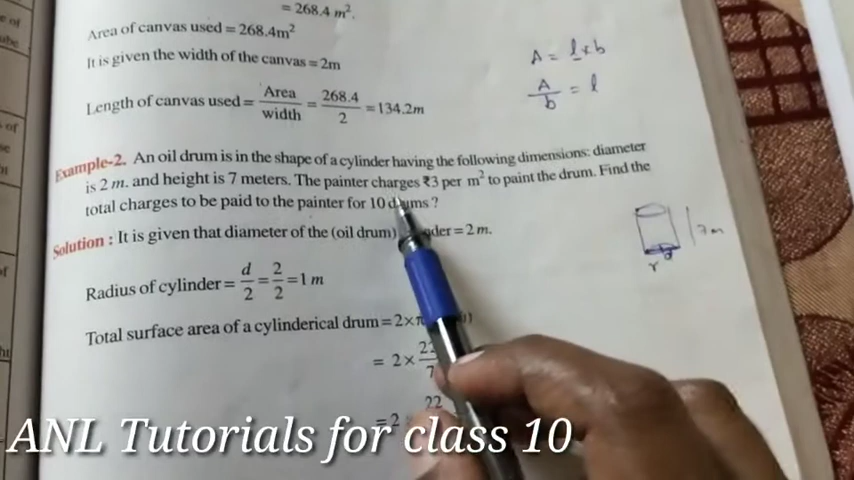 = 268.4 m².
Area of canvas used = 268.4m²
It is given the width of the canvas = 2m
Length of canvas used = Area / width = 268.4 / 2 = 134.2m
A = l × b
A / b = l
Example-2. An oil drum is in the shape of a cylinder having the following dimensions: diameter
is 2 m. and height is 7 meters. The painter charges ₹3 per m² to paint the drum. Find the
total charges to be paid to the painter for 10 drums ?
Solution : It is given that diameter of the (oil drum) = 2 m.
Radius of cylinder = d / 2 = 2 / 2 = 1 m
Total surface area of a cylinderical drum = 2×
= 2 × 22 / 7
= 2 22
7m
r
d
ANL Tutorials for class 10